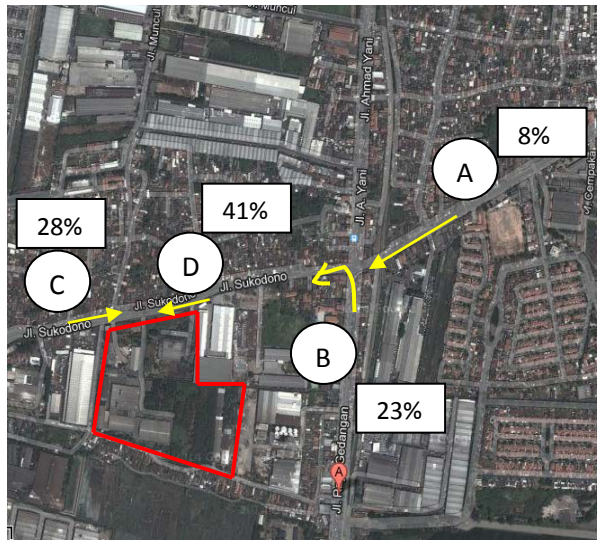 Jl. Muncul
Jl. Muncul
Jl. Ahmad Yani
8%
A
Jl. Cempaka
Jl. A. Yani
41%
28%
D
C
Jl. Sukodono
Jl. Sukodono
Jl. Sukodono
B
23%
Gedangan
A